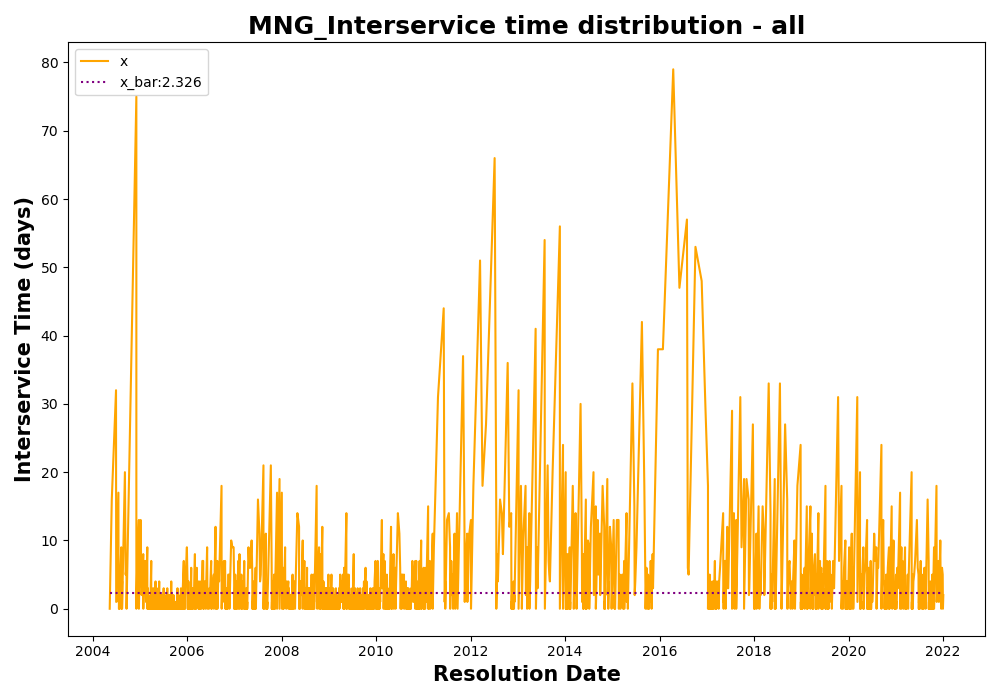 MNG_Interservice time distribution - all
x
x_bar:2.326
Interservice Time (days)
80
70
60
50
40
30
20
10
0
2004 2006 2008 2010 2012 2014 2016 2018 2020 2022
Resolution Date